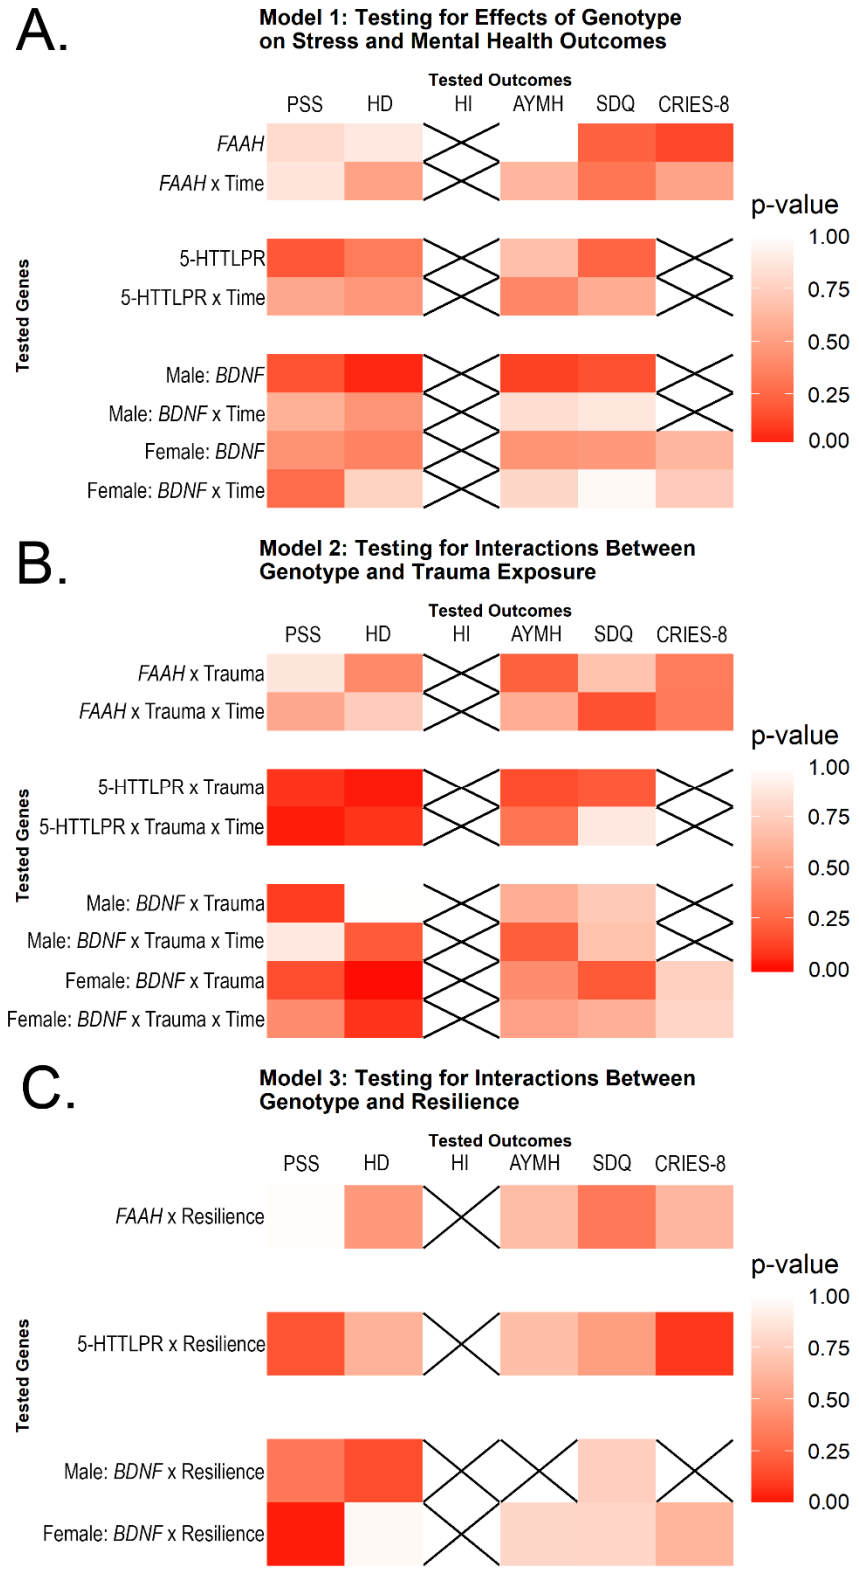 A.
Model 1: Testing for Effects of Genotype
on Stress and Mental Health Outcomes
Tested Outcomes
PSS HD HI AYMH SDQ CRIES-8
Tested Genes
FAAH
FAAH x Time
5-HTTLPR
5-HTTLPR x Time
Male: BDNF
Male: BDNF x Time
Female: BDNF
Female: BDNF x Time
p-value
1.00
0.75
0.50
0.25
0.00
B.
Model 2: Testing for Interactions Between
Genotype and Trauma Exposure
Tested Outcomes
PSS HD HI AYMH SDQ CRIES-8
Tested Genes
FAAH x Trauma
FAAH x Trauma x Time
5-HTTLPR x Trauma
5-HTTLPR x Trauma x Time
Male: BDNF x Trauma
Male: BDNF x Trauma x Time
Female: BDNF x Trauma
Female: BDNF x Trauma x Time
p-value
1.00
0.75
0.50
0.25
0.00
C.
Model 3: Testing for Interactions Between
Genotype and Resilience
Tested Outcomes
PSS HD HI AYMH SDQ CRIES-8
Tested Genes
FAAH x Resilience
5-HTTLPR x Resilience
Male: BDNF x Resilience
Female: BDNF x Resilience
p-value
1.00
0.75
0.50
0.25
0.00